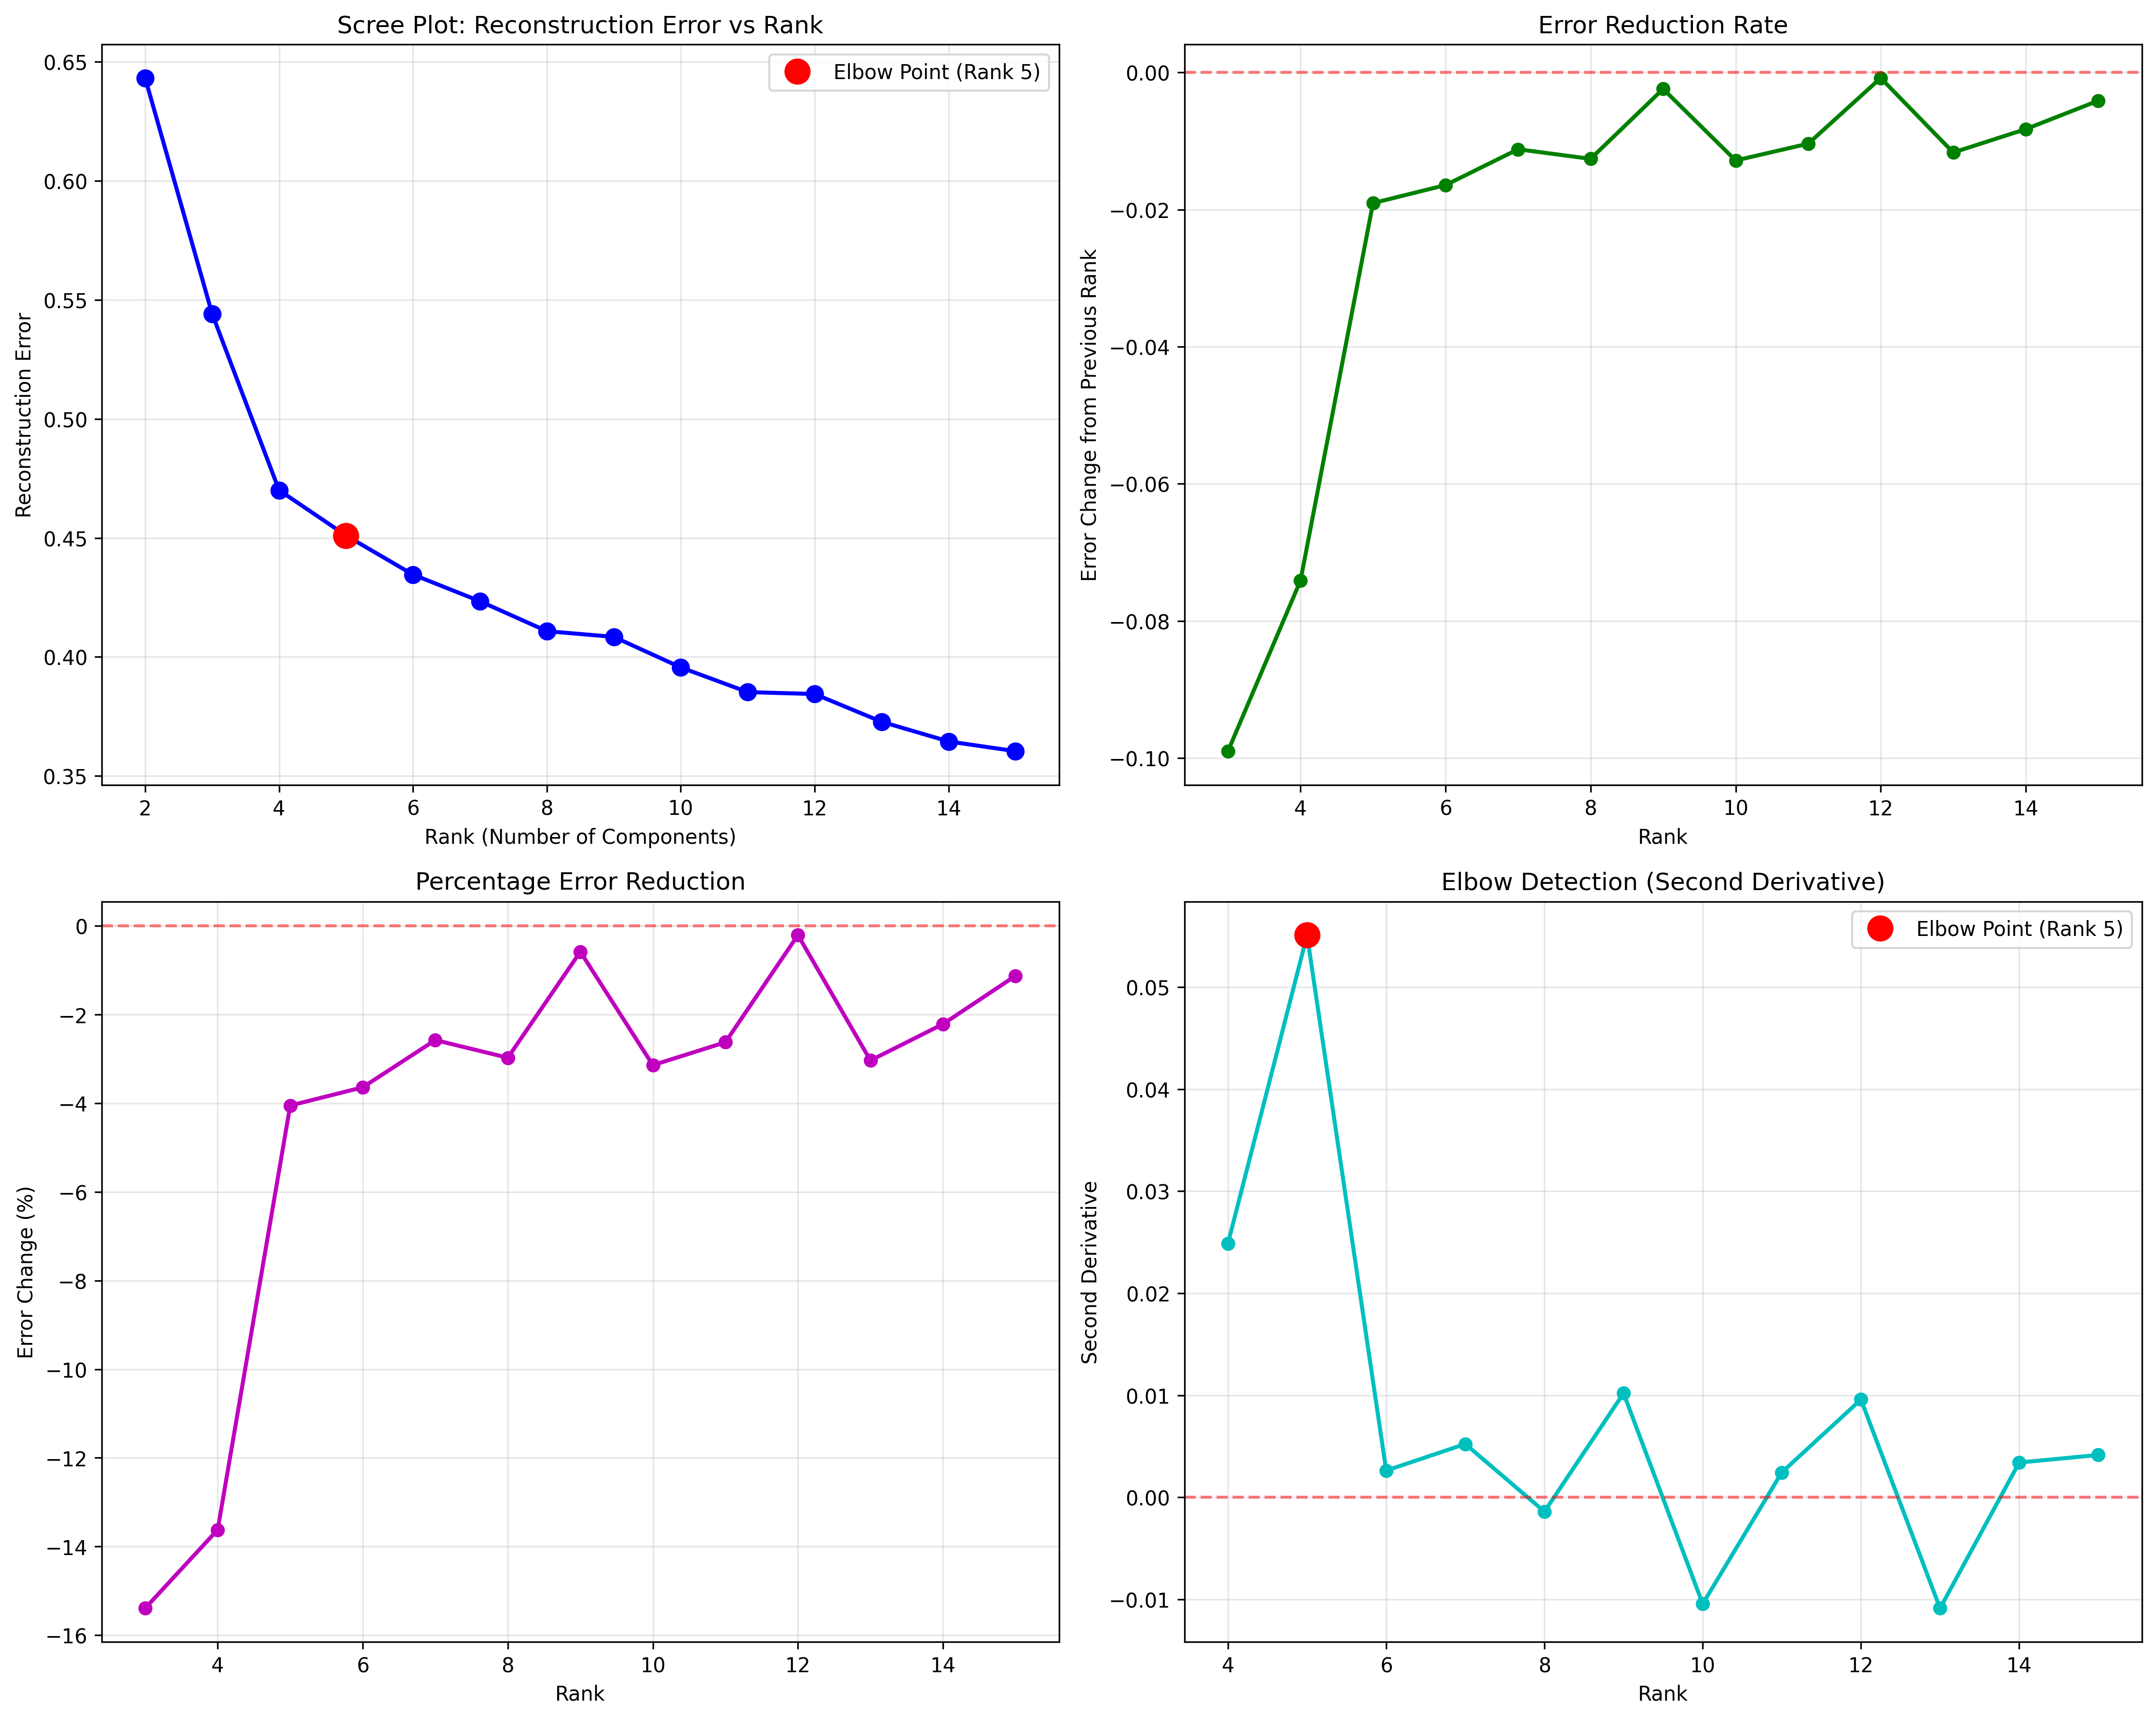 Scree Plot: Reconstruction Error vs Rank
Elbow Point (Rank 5)
0.65
0.60
0.55
0.50
0.45
0.40
0.35
Reconstruction Error
2 4 6 8 10 12 14
Rank (Number of Components)
Error Reduction Rate
0.00
−0.02
−0.04
−0.06
−0.08
−0.10
Error Change from Previous Rank
4 6 8 10 12 14
Rank
Percentage Error Reduction
0
−2
−4
−6
−8
−10
−12
−14
−16
Error Change (%)
4 6 8 10 12 14
Rank
Elbow Detection (Second Derivative)
Elbow Point (Rank 5)
0.05
0.04
0.03
0.02
0.01
0.00
−0.01
Second Derivative
4 6 8 10 12 14
Rank